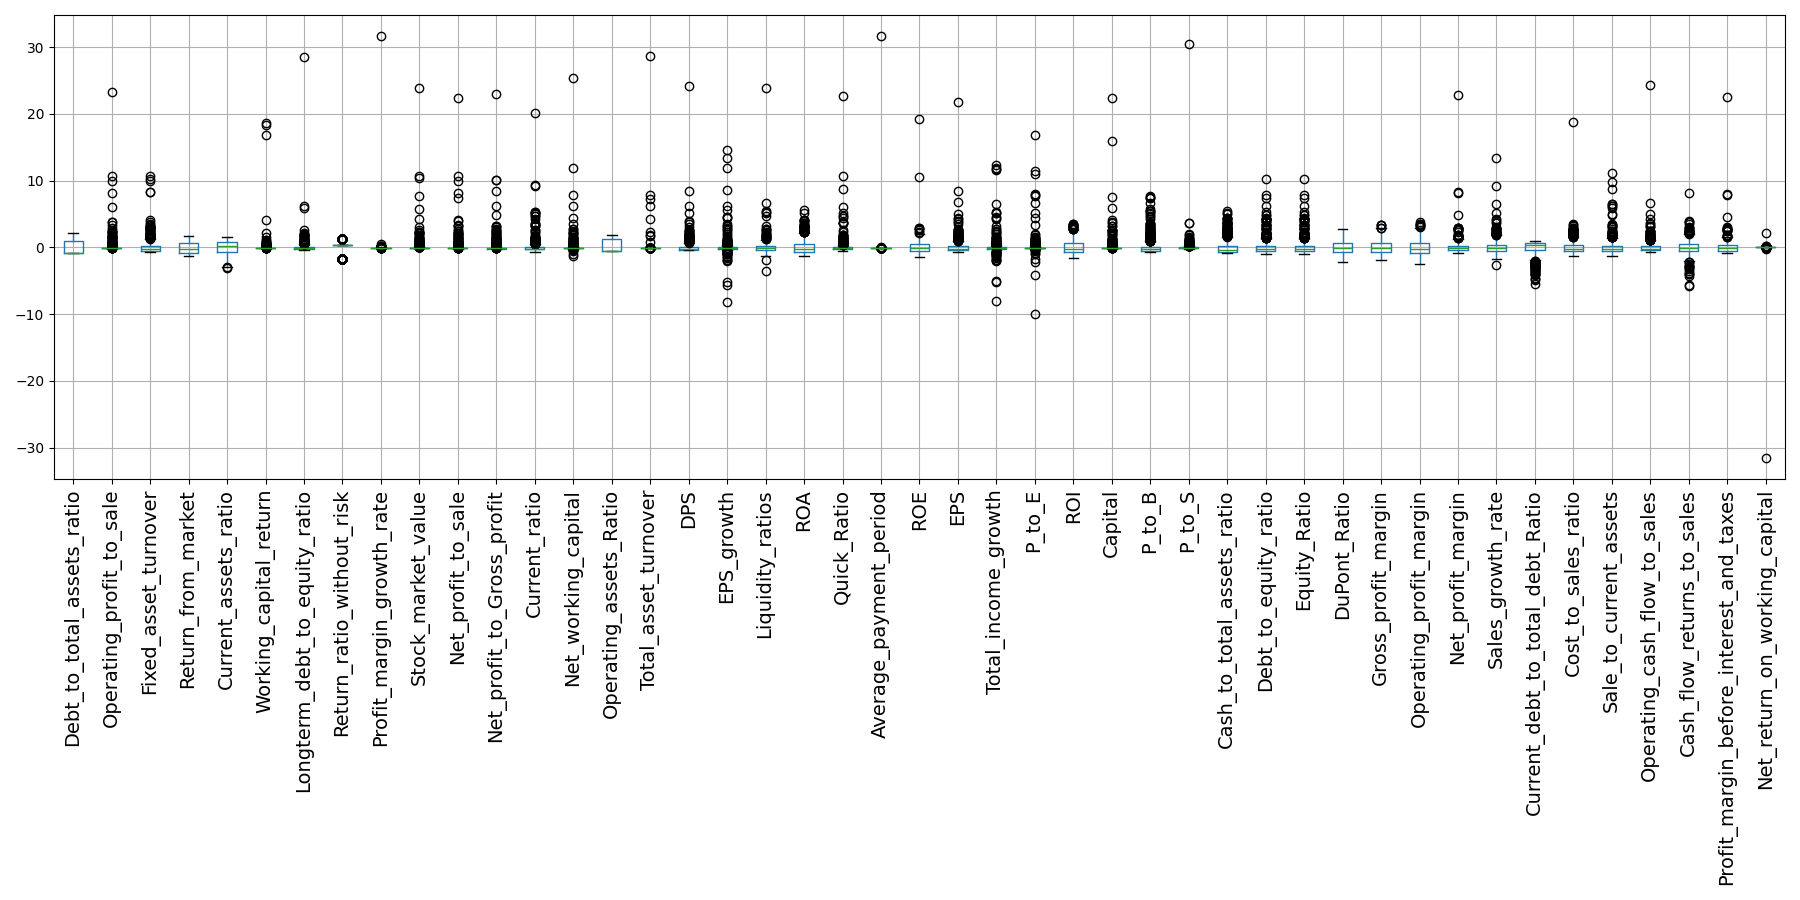 30
20
10
0
−10
−20
−30
Debt_to_total_assets_ratio
Operating_profit_to_sale
Fixed_asset_turnover
Return_from_market
Current_assets_ratio
Working_capital_return
Longterm_debt_to_equity_ratio
Return_ratio_without_risk
Profit_margin_growth_rate
Stock_market_value
Net_profit_to_sale
Net_profit_to_Gross_profit
Current_ratio
Net_working_capital
Operating_assets_Ratio
Total_asset_turnover
DPS
EPS_growth
Liquidity_ratios
ROA
Quick_Ratio
Average_payment_period
ROE
EPS
Total_income_growth
P_to_E
ROI
Capital
P_to_B
P_to_S
Cash_to_total_assets_ratio
Debt_to_equity_ratio
Equity_Ratio
DuPont_Ratio
Gross_profit_margin
Operating_profit_margin
Net_profit_margin
Sales_growth_rate
Current_debt_to_total_debt_Ratio
Cost_to_sales_ratio
Sale_to_current_assets
Operating_cash_flow_to_sales
Cash_flow_returns_to_sales
Profit_margin_before_interest_and_taxes
Net_return_on_working_capital